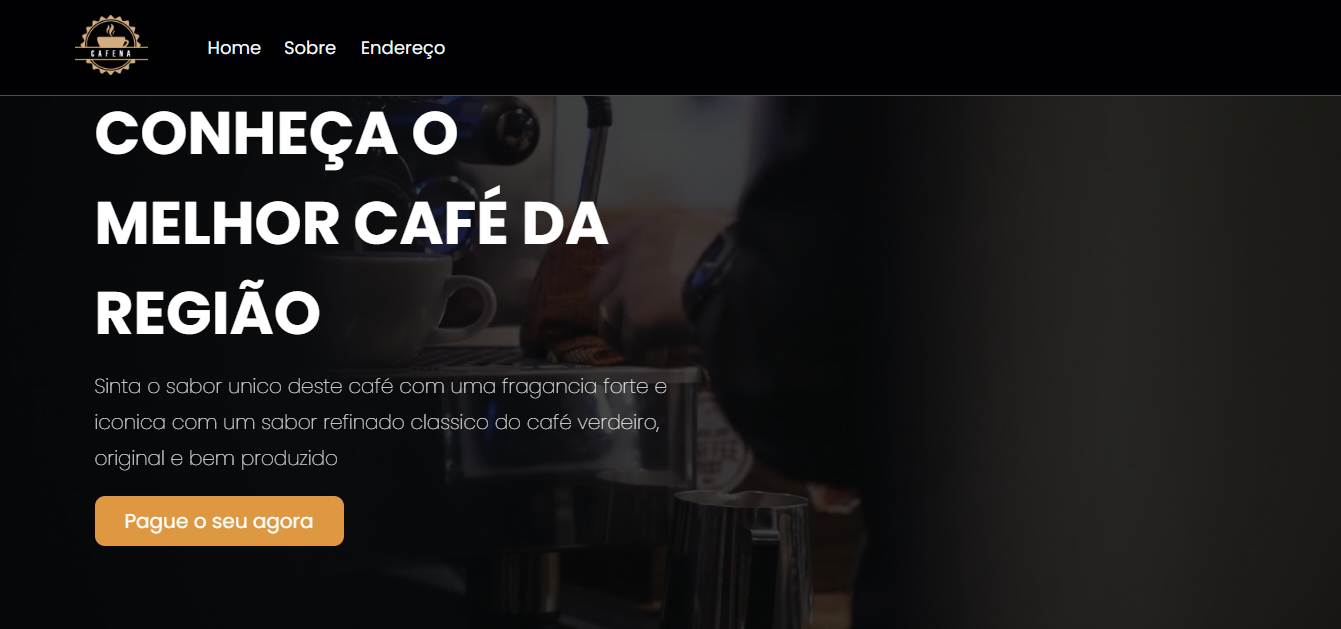 CAFENA
Home Sobre Endereço
CONHEÇA O
MELHOR CAFÉ DA
REGIÃO
Sinta o sabor unico deste café com uma fragancia forte e
iconica com um sabor refinado classico do café verdeiro,
original e bem produzido
COFFEE
Pague o seu agora